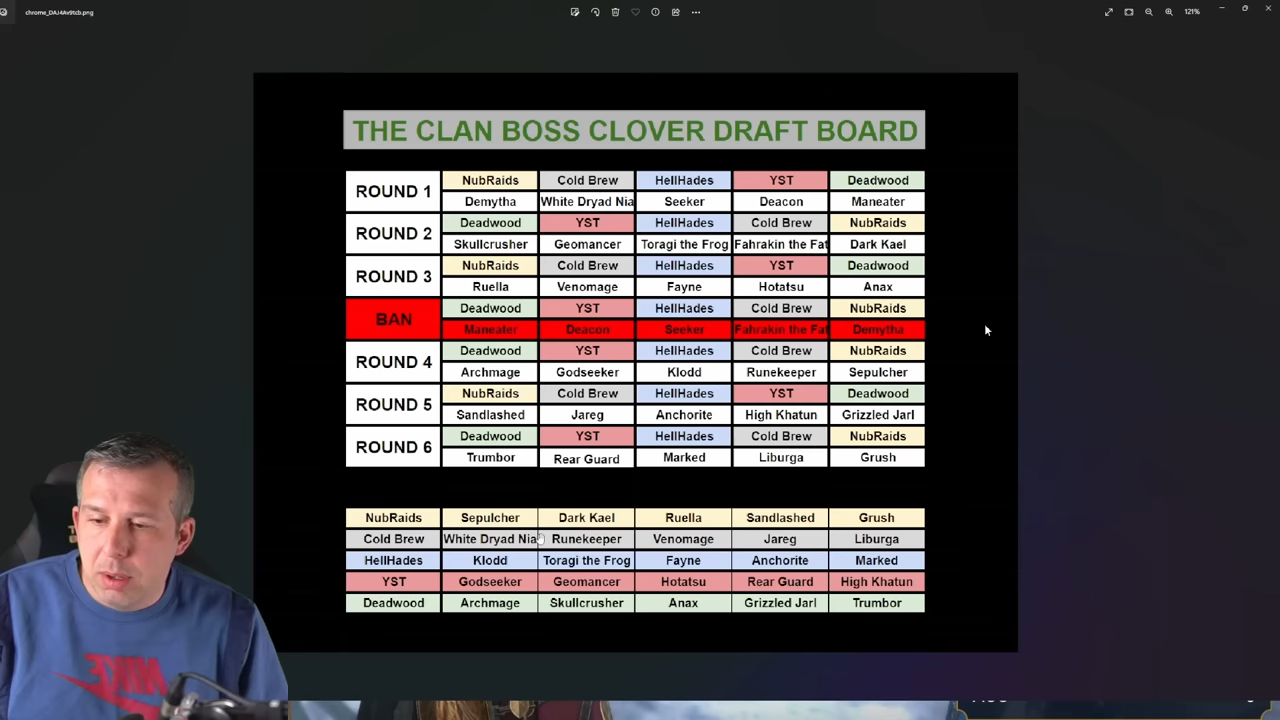 chrome_DAJ4Av9tcb.png
121%
THE CLAN BOSS CLOVER DRAFT BOARD
ROUND 1
NubRaids Cold Brew HellHades YST Deadwood
Demytha White Dryad Nia Seeker Deacon Maneater
ROUND 2
Deadwood YST HellHades Cold Brew NubRaids
Skullcrusher Geomancer Toragi the Frog Fahrakin the Fat Dark Kael
ROUND 3
NubRaids Cold Brew HellHades YST Deadwood
Ruella Venomage Fayne Hotatsu Anax
BAN
Deadwood YST HellHades Cold Brew NubRaids
Maneater Deacon Seeker Fahrakin the Fat Demytha
ROUND 4
Deadwood YST HellHades Cold Brew NubRaids
Archmage Godseeker Klodd Runekeeper Sepulcher
ROUND 5
NubRaids Cold Brew HellHades YST Deadwood
Sandlashed Jareg Anchorite High Khatun Grizzled Jarl
ROUND 6
Deadwood YST HellHades Cold Brew NubRaids
Trumbor Rear Guard Marked Liburga Grush
NubRaids Sepulcher Dark Kael Ruella Sandlashed Grush
Cold Brew White Dryad Nia Runekeeper Venomage Jareg Liburga
HellHades Klodd Toragi the Frog Fayne Anchorite Marked
YST Godseeker Geomancer Hotatsu Rear Guard High Khatun
Deadwood Archmage Skullcrusher Anax Grizzled Jarl Trumbor